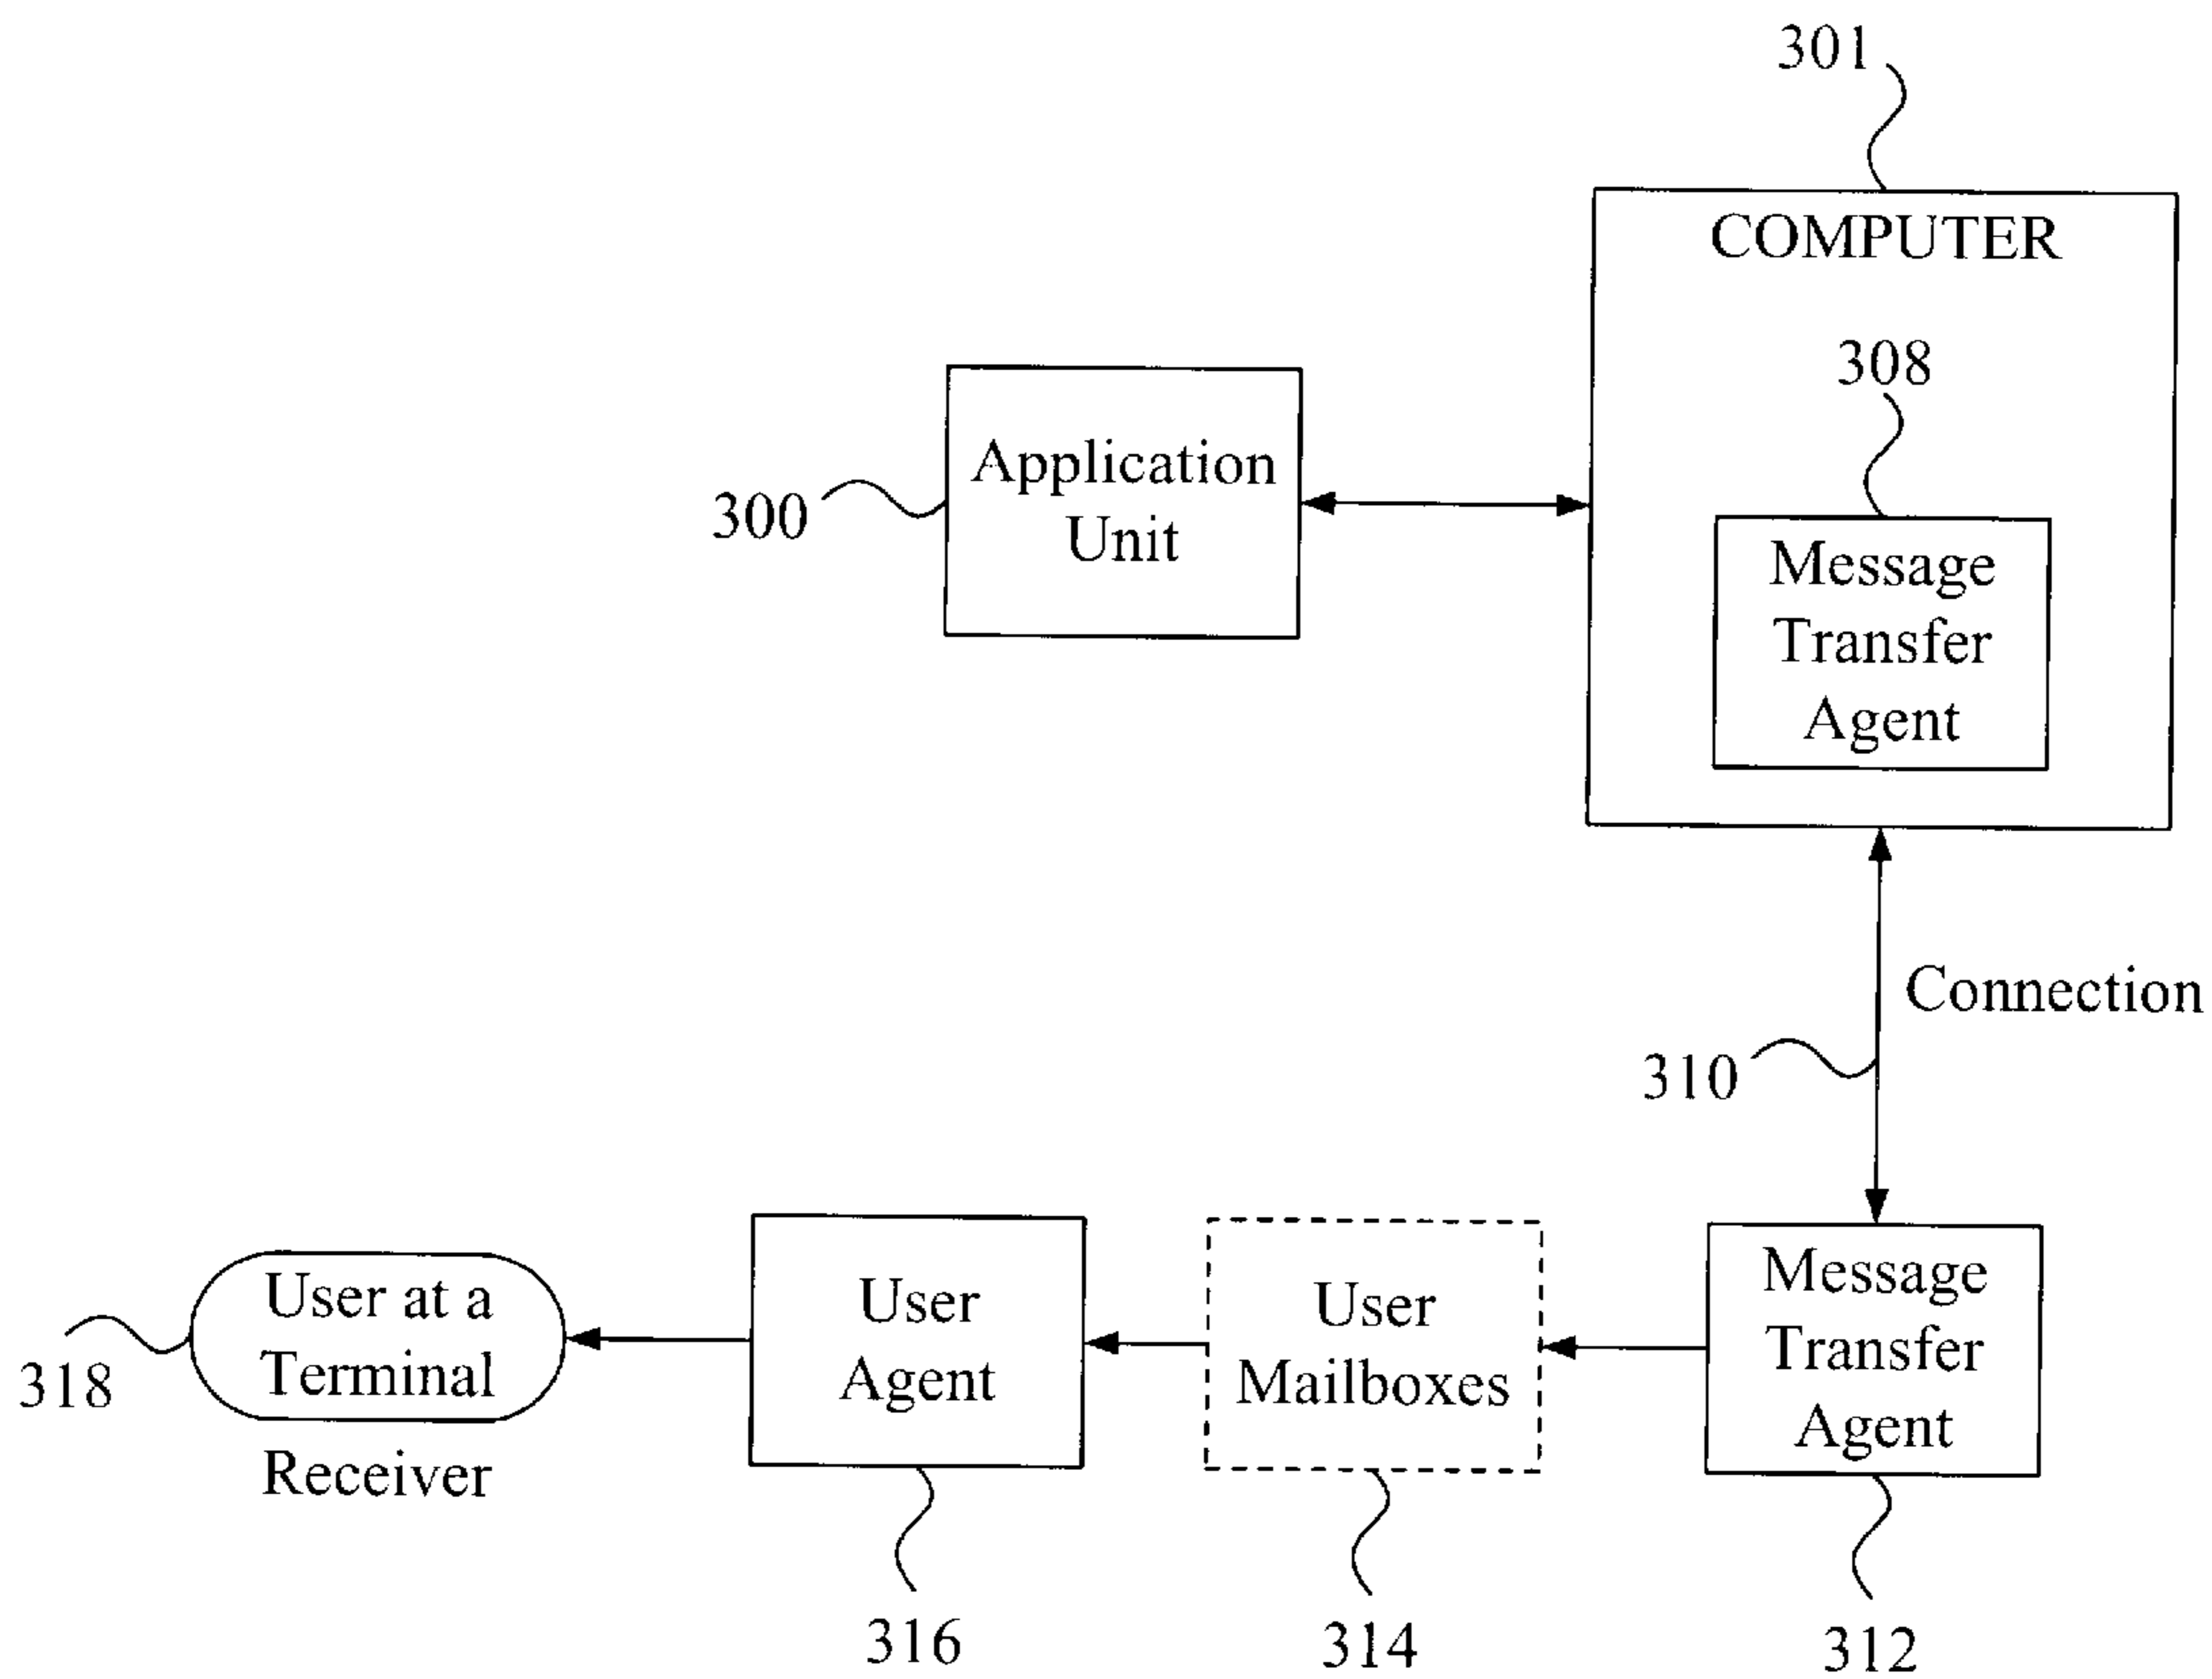 301
COMPUTER
308
Application
Unit
300
Message
Transfer
Agent
Connection
310
User at a
Terminal
Receiver
318
User
Agent
316
User
Mailboxes
314
Message
Transfer
Agent
312